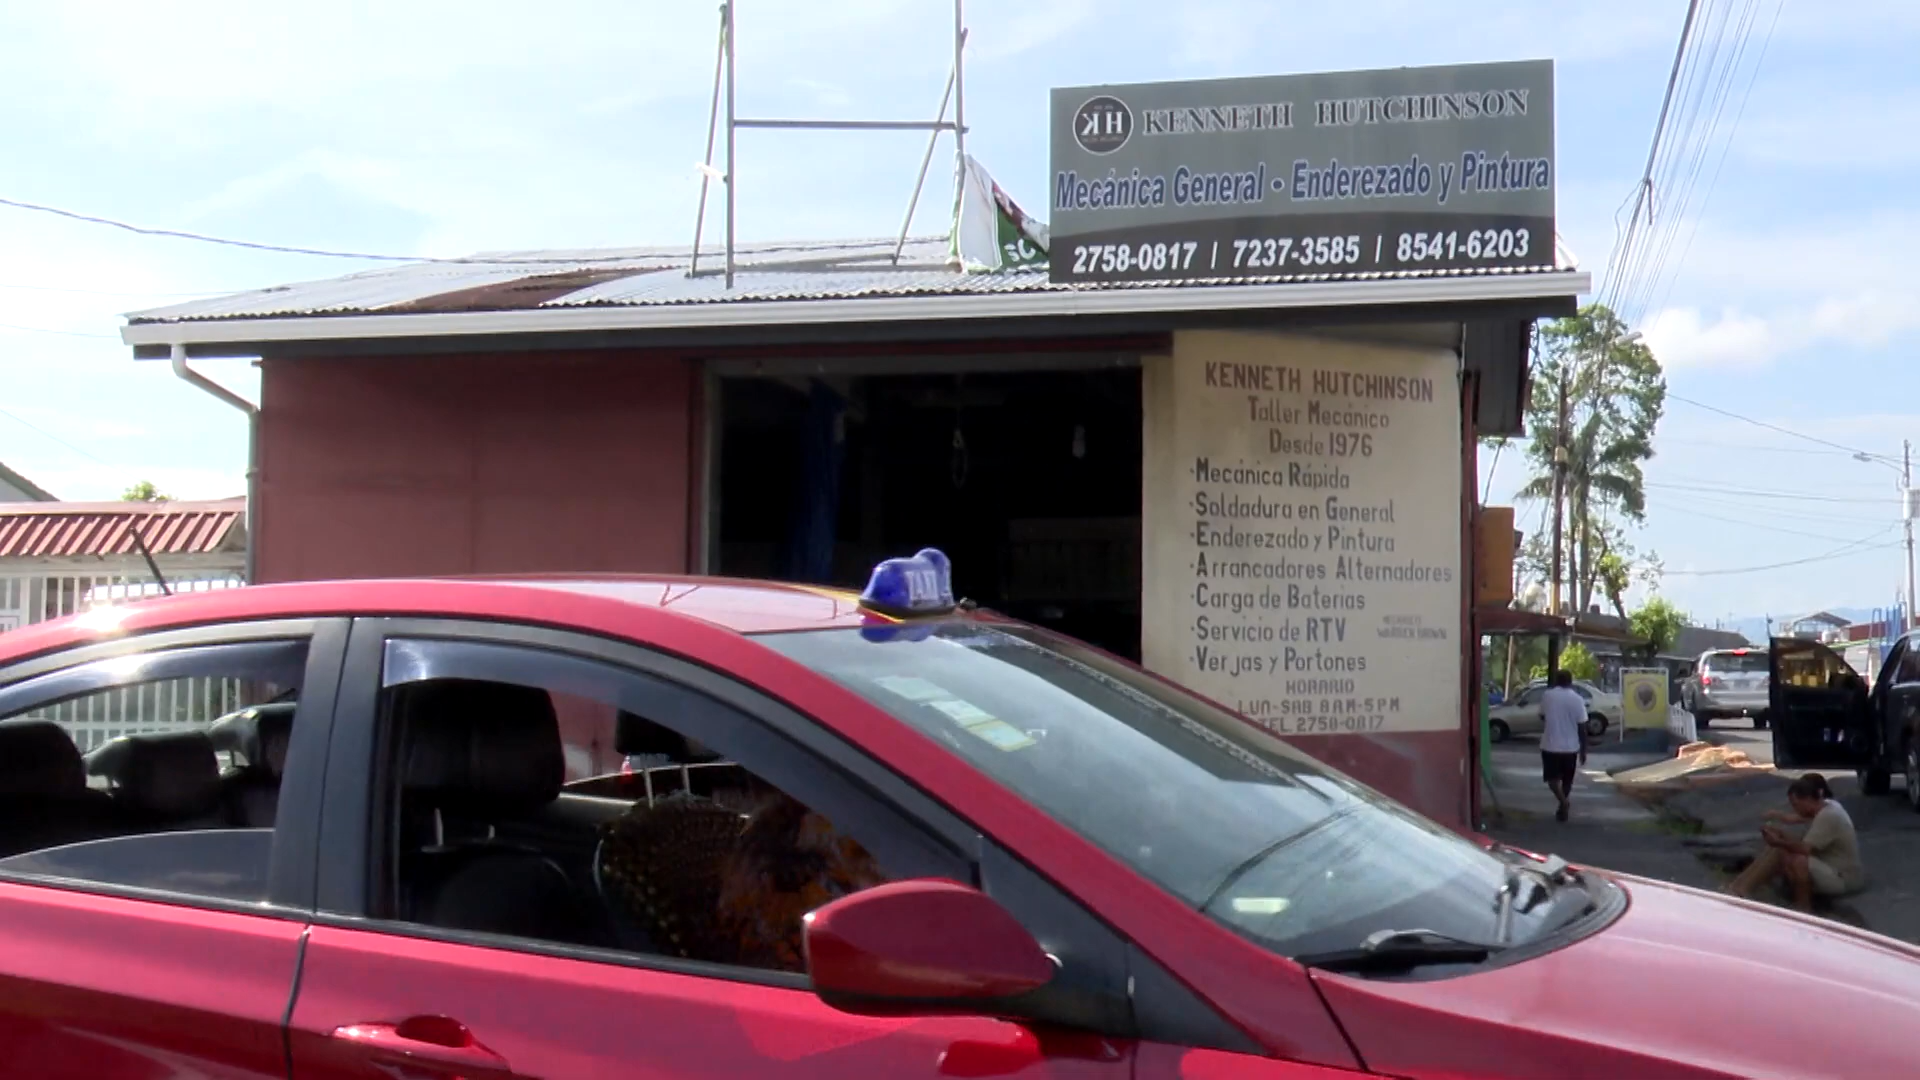 KH KENNETH HUTCHINSON
Mecánica General • Enderezado y Pintura
2758-0817 | 7237-3585 | 8541-6203
SC
KENNETH HUTCHINSON
Taller Mecánico
Desde 1976
·Mecánica Rápida
·Soldadura en General
·Enderezado y Pintura
·Arrancadores Alternadores
·Carga de Baterias
·Servicio de RTV
·Verjas y Portones
HORARIO
LUN-SAB 8AM-5PM
TEL 2758-0817
TAXI